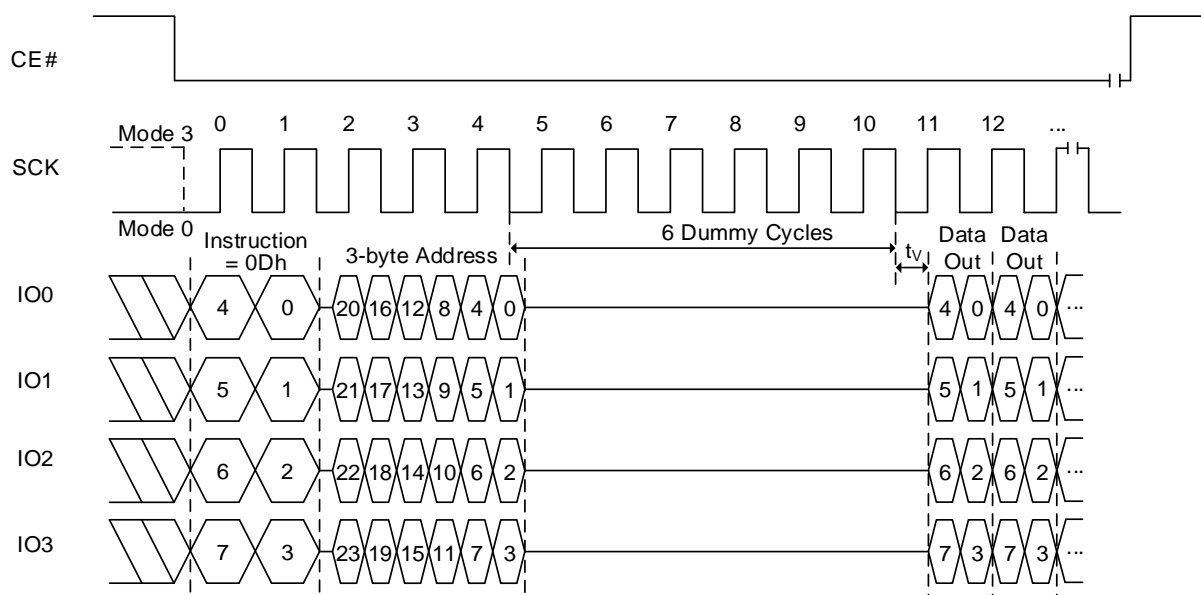 CE#
0 1 2 3 4 5 6 7 8 9 10 11 12 ...
Mode 3
SCK
Mode 0
Instruction
= 0Dh
3-byte Address
6 Dummy Cycles
tV
Data
Out
Data
Out
IO0 4 0 20 16 12 8 4 0 4 0 4 0 ...
IO1 5 1 21 17 13 9 5 1 5 1 5 1 ...
IO2 6 2 22 18 14 10 6 2 6 2 6 2 ...
IO3 7 3 23 19 15 11 7 3 7 3 7 3 ...